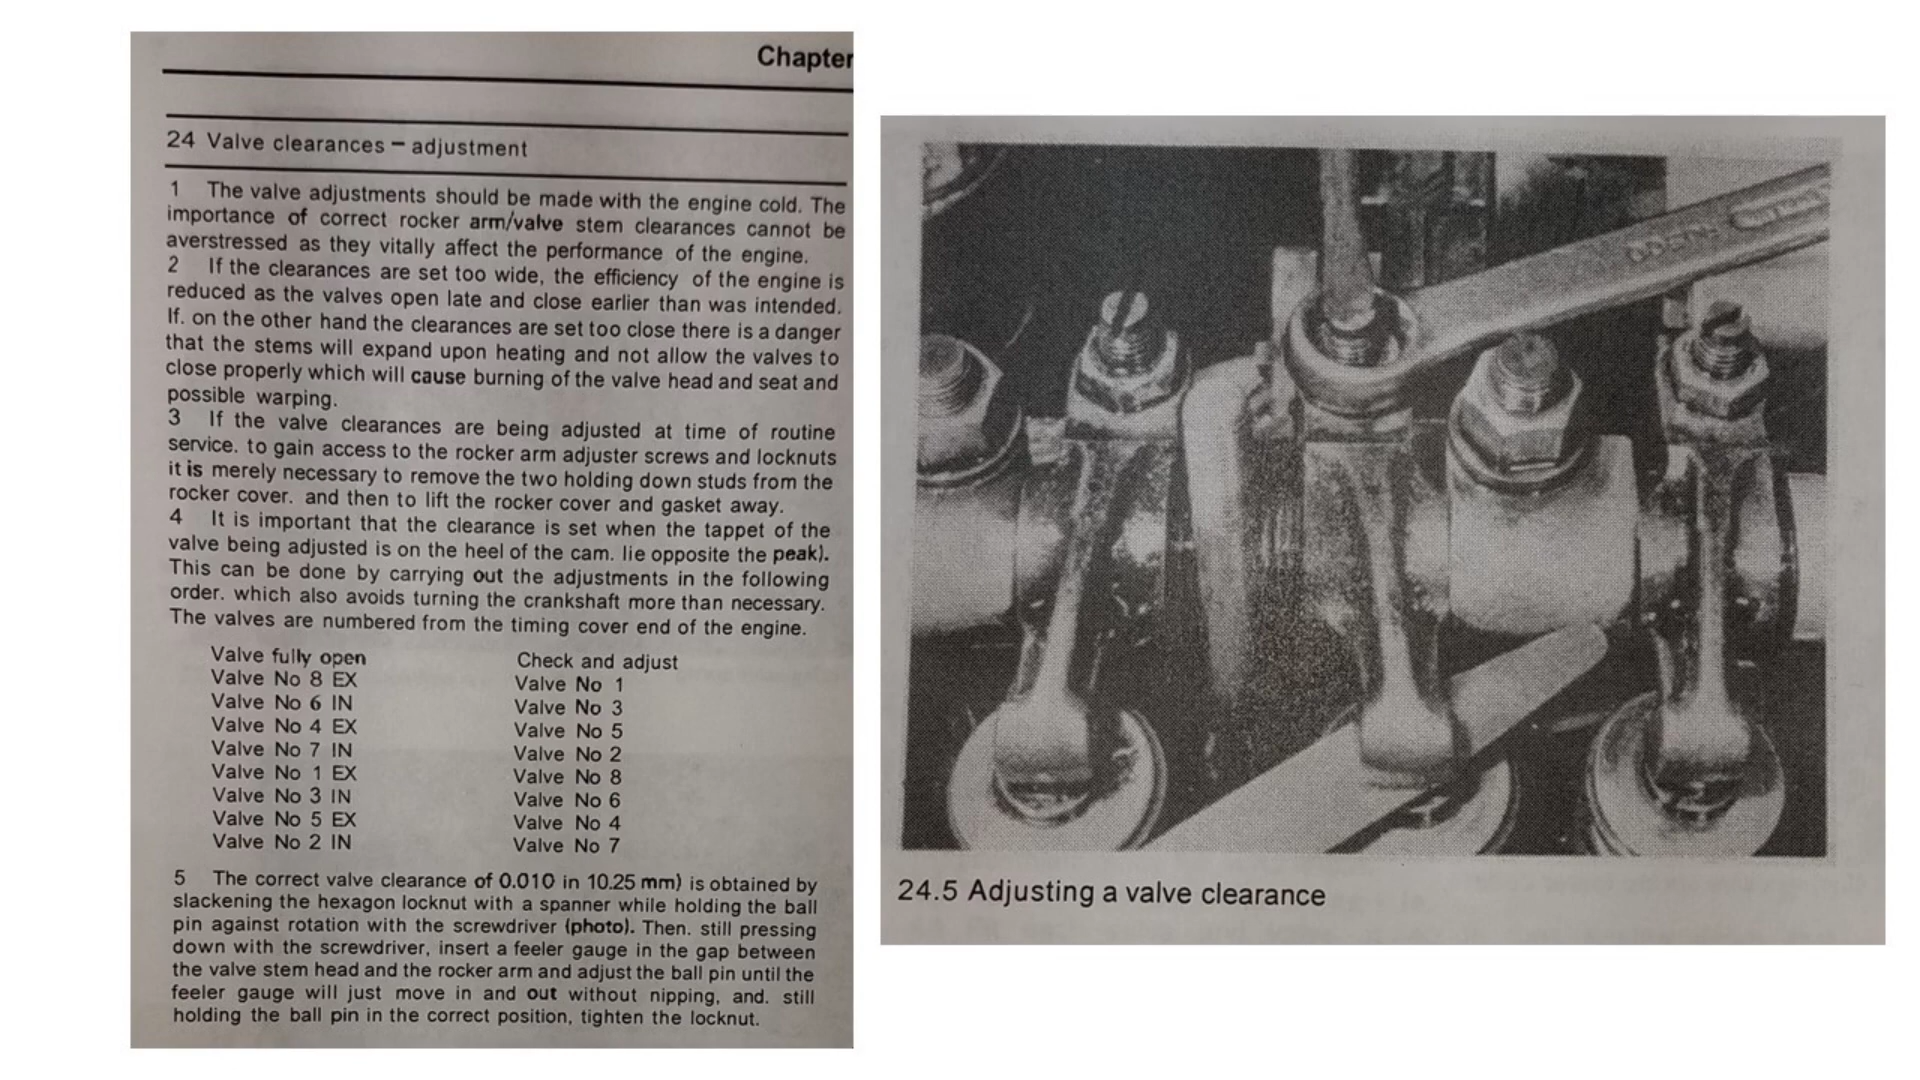 Chapter
24 Valve clearances – adjustment
1 The valve adjustments should be made with the engine cold. The
importance of correct rocker arm/valve stem clearances cannot be
averstressed as they vitally affect the performance of the engine.
2 If the clearances are set too wide, the efficiency of the engine is
reduced as the valves open late and close earlier than was intended.
If. on the other hand the clearances are set too close there is a danger
that the stems will expand upon heating and not allow the valves to
close properly which will cause burning of the valve head and seat and
possible warping.
3 If the valve clearances are being adjusted at time of routine
service. to gain access to the rocker arm adjuster screws and locknuts
it is merely necessary to remove the two holding down studs from the
rocker cover. and then to lift the rocker cover and gasket away.
4 It is important that the clearance is set when the tappet of the
valve being adjusted is on the heel of the cam. lie opposite the peak).
This can be done by carrying out the adjustments in the following
order. which also avoids turning the crankshaft more than necessary.
The valves are numbered from the timing cover end of the engine.
Valve fully open Check and adjust
Valve No 8 EX Valve No 1
Valve No 6 IN Valve No 3
Valve No 4 EX Valve No 5
Valve No 7 IN Valve No 2
Valve No 1 EX Valve No 8
Valve No 3 IN Valve No 6
Valve No 5 EX Valve No 4
Valve No 2 IN Valve No 7
5 The correct valve clearance of 0.010 in 10.25 mm) is obtained by
slackening the hexagon locknut with a spanner while holding the ball
pin against rotation with the screwdriver (photo). Then. still pressing
down with the screwdriver, insert a feeler gauge in the gap between
the valve stem head and the rocker arm and adjust the ball pin until the
feeler gauge will just move in and out without nipping, and. still
holding the ball pin in the correct position, tighten the locknut.
24.5 Adjusting a valve clearance